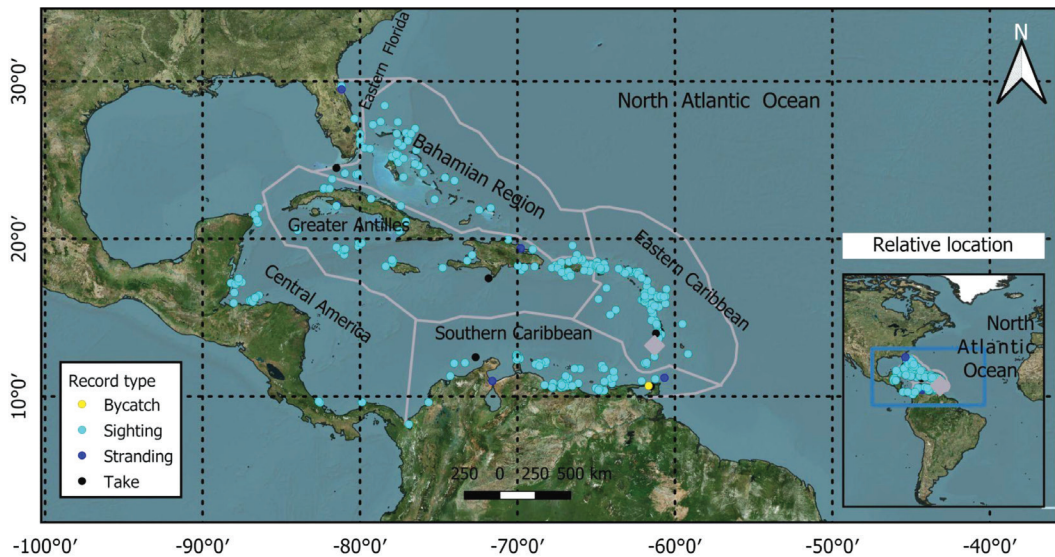 30°0'
20°0'
10°0'
Eastern Florida
North Atlantic Ocean
N
Bahamian Region
Greater Antilles
Eastern Caribbean
Central America
Southern Caribbean
Relative location
North
Atlantic
Ocean
Record type
Bycatch
Sighting
Stranding
Take
250 0 250 500 km
-100°0' -90°0' -80°0' -70°0' -60°0' -50°0' -40°0'